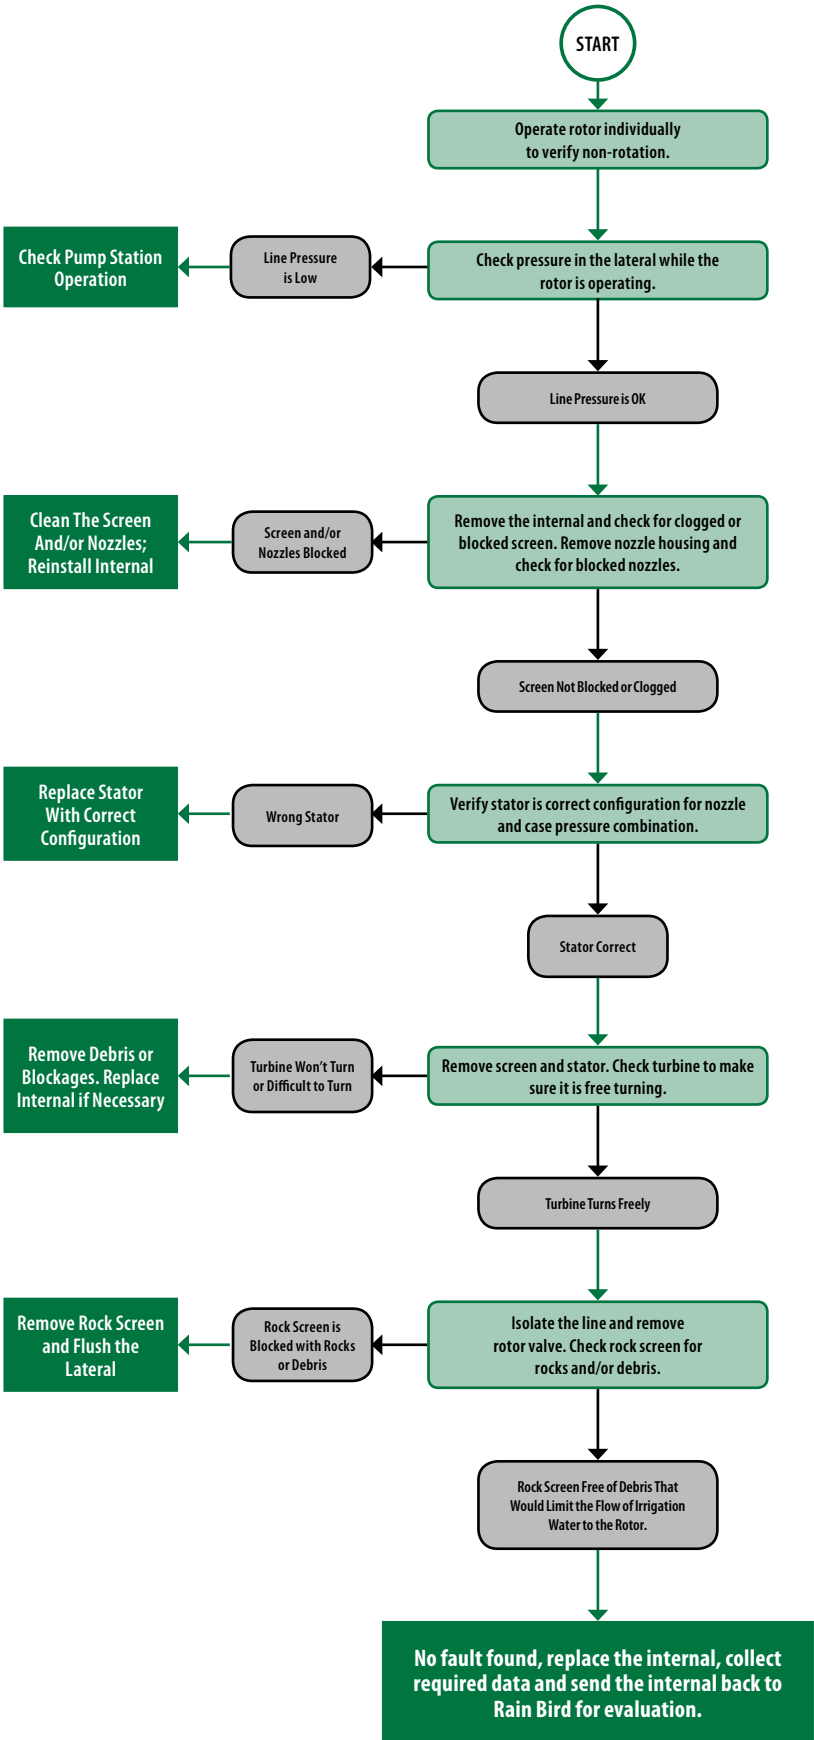 START
Operate rotor individually
to verify non-rotation.
Check pressure in the lateral while the
rotor is operating.
Line Pressure
is Low
Check Pump Station
Operation
Line Pressure is OK
Remove the internal and check for clogged or
blocked screen. Remove nozzle housing and
check for blocked nozzles.
Screen and/or
Nozzles Blocked
Clean The Screen
And/or Nozzles;
Reinstall Internal
Screen Not Blocked or Clogged
Verify stator is correct configuration for nozzle
and case pressure combination.
Wrong Stator
Replace Stator
With Correct
Configuration
Stator Correct
Remove screen and stator. Check turbine to make
sure it is free turning.
Turbine Won't Turn
or Difficult to Turn
Remove Debris or
Blockages. Replace
Internal if Necessary
Turbine Turns Freely
Isolate the line and remove
rotor valve. Check rock screen for
rocks and/or debris.
Rock Screen is
Blocked with Rocks
or Debris
Remove Rock Screen
and Flush the
Lateral
Rock Screen Free of Debris That
Would Limit the Flow of Irrigation
Water to the Rotor.
No fault found, replace the internal, collect
required data and send the internal back to
Rain Bird for evaluation.